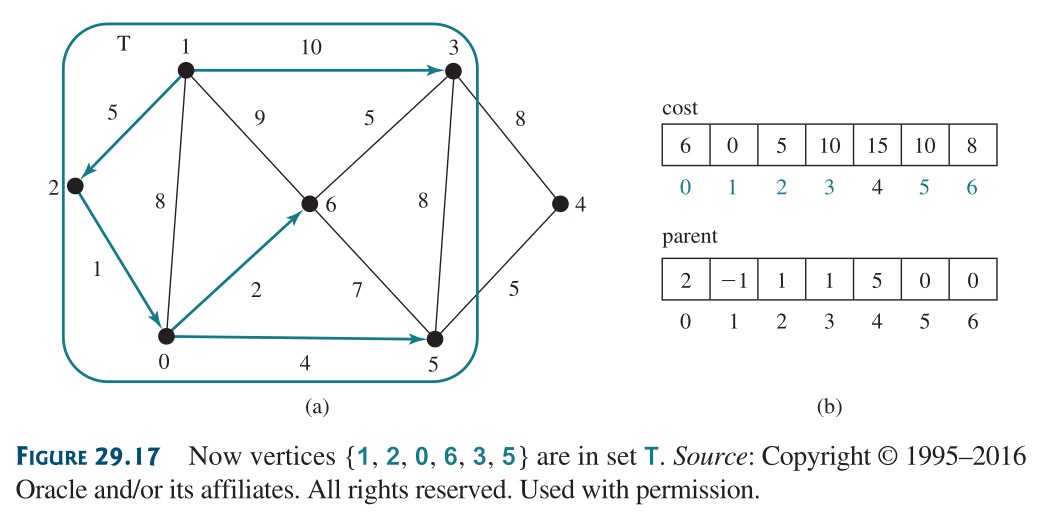 T
1
10
3
5
9
5
8
2
8
6
8
4
1
2
7
5
0
4
5
(a)
cost
6 0 5 10 15 10 8
0 1 2 3 4 5 6
parent
2 −1 1 1 5 0 0
0 1 2 3 4 5 6
(b)
FIGURE 29.17 Now vertices {1, 2, 0, 6, 3, 5} are in set T. Source: Copyright © 1995–2016
Oracle and/or its affiliates. All rights reserved. Used with permission.